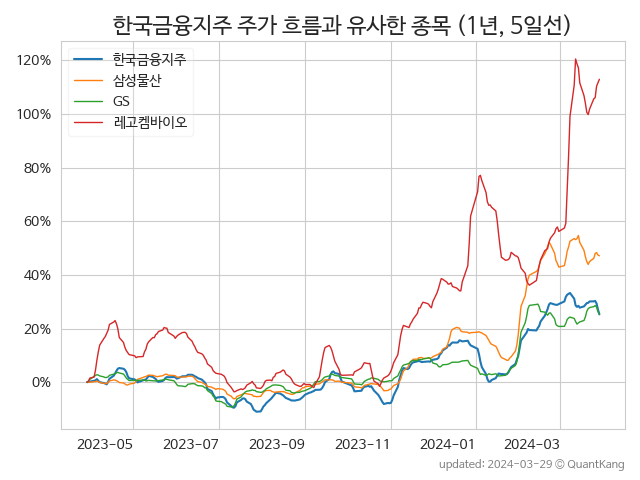 한국금융지주 주가 흐름과 유사한 종목 (1년, 5일선)
한국금융지주
삼성물산
GS
레고켐바이오
120%
100%
80%
60%
40%
20%
0%
2023-05 2023-07 2023-09 2023-11 2024-01 2024-03
updated: 2024-03-29 © QuantKang